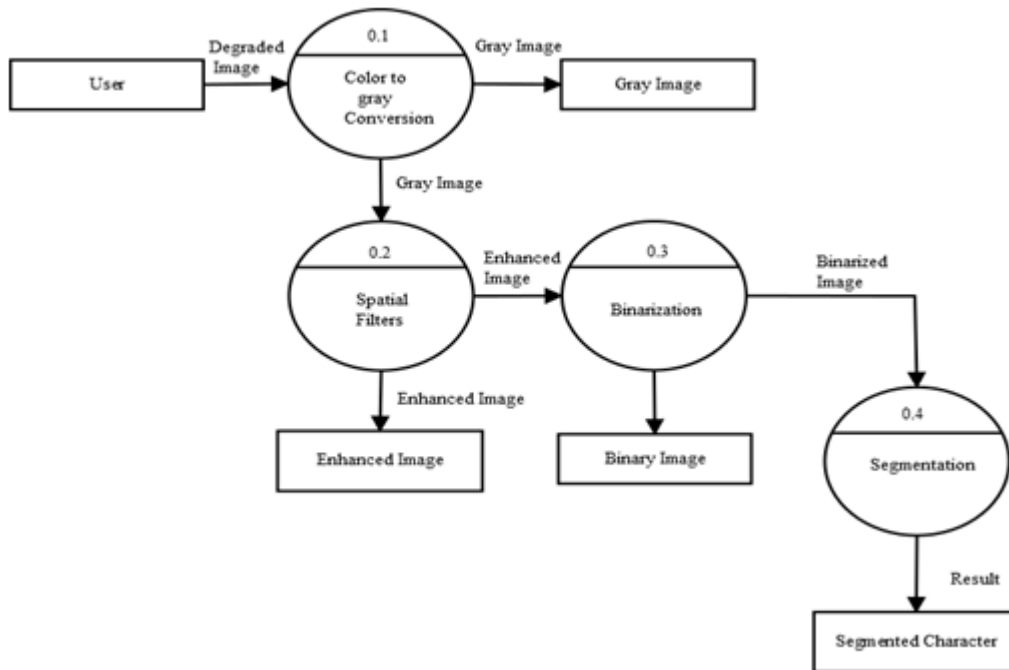 0.1
Degraded
Image
Gray Image
User
Color to
gray
Conversion
Gray Image
Gray Image
0.2
Enhanced
Image
0.3
Binarized
Image
Spatial
Filters
Binarization
Enhanced Image
0.4
Enhanced Image
Binary Image
Segmentation
Result
Segmented Character